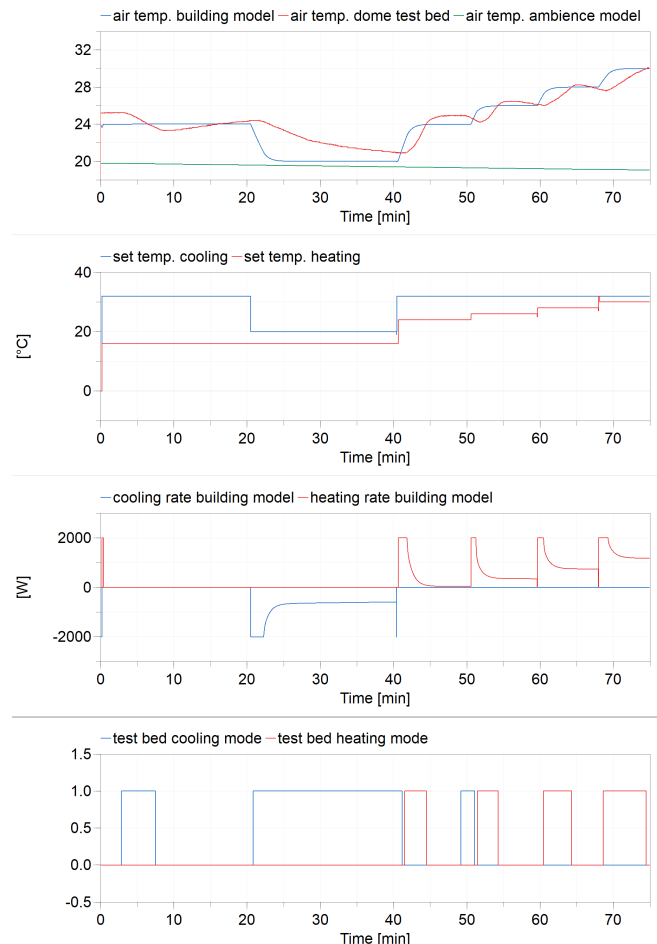 air temp. building model air temp. dome test bed air temp. ambience model
32
28
24
20
0 10 20 30 40 50 60 70
Time [min]
set temp. cooling set temp. heating
40
20
0
[°C]
0 10 20 30 40 50 60 70
Time [min]
cooling rate building model heating rate building model
2000
0
-2000
[W]
0 10 20 30 40 50 60 70
Time [min]
test bed cooling mode test bed heating mode
1.5
1.0
0.5
0.0
-0.5
0 10 20 30 40 50 60 70
Time [min]